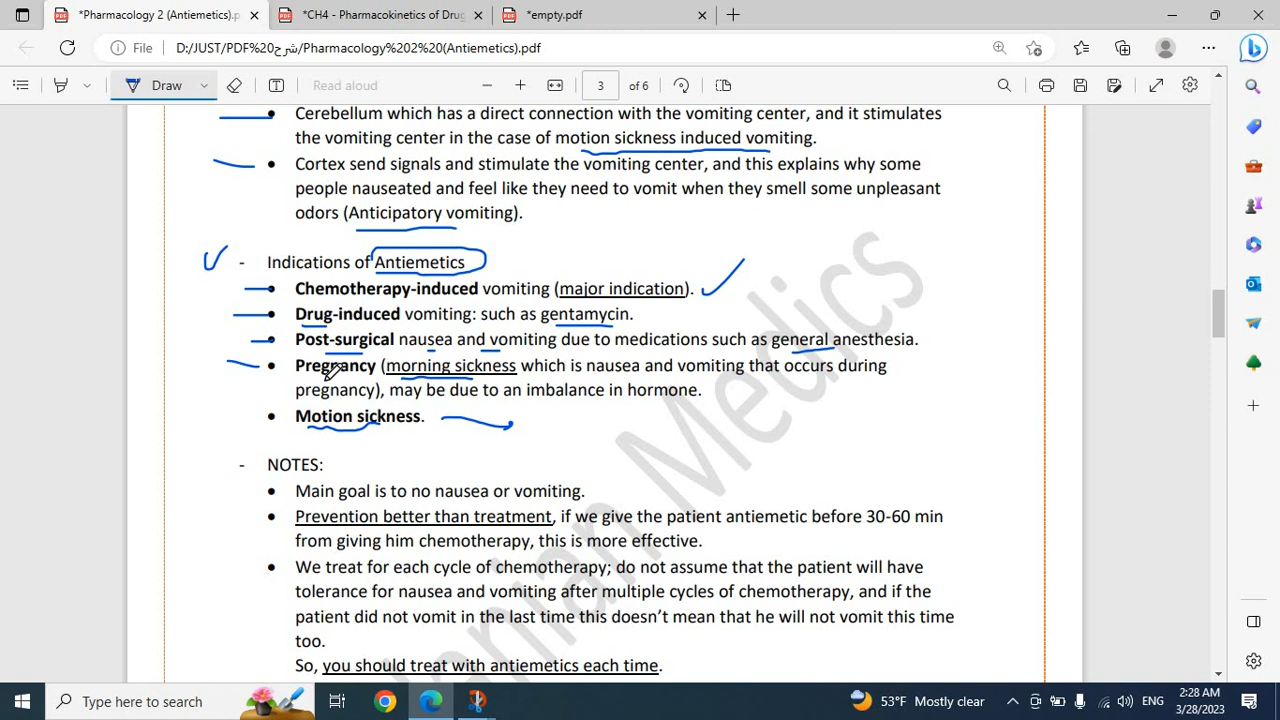 *Pharmacology 2 (Antiemetics).p
*CH4 - Pharmacokinetics of Drug
*empty.pdf
File
D:/JUST/PDF%20شرح/Pharmacology%202%20(Antiemetics).pdf
Draw
Read aloud
3 of 6
Cerebellum which has a direct connection with the vomiting center, and it stimulates
the vomiting center in the case of motion sickness induced vomiting.
Cortex send signals and stimulate the vomiting center, and this explains why some
people nauseated and feel like they need to vomit when they smell some unpleasant
odors (Anticipatory vomiting).
- Indications of Antiemetics
Chemotherapy-induced vomiting (major indication).
Drug-induced vomiting: such as gentamycin.
Post-surgical nausea and vomiting due to medications such as general anesthesia.
Pregnancy (morning sickness which is nausea and vomiting that occurs during
pregnancy), may be due to an imbalance in hormone.
Motion sickness.
- NOTES:
Main goal is to no nausea or vomiting.
Prevention better than treatment, if we give the patient antiemetic before 30-60 min
from giving him chemotherapy, this is more effective.
We treat for each cycle of chemotherapy; do not assume that the patient will have
tolerance for nausea and vomiting after multiple cycles of chemotherapy, and if the
patient did not vomit in the last time this doesn't mean that he will not vomit this time
too.
So, you should treat with antiemetics each time.
Medics
Type here to search
53°F Mostly clear
ENG
2:28 AM
3/28/2023